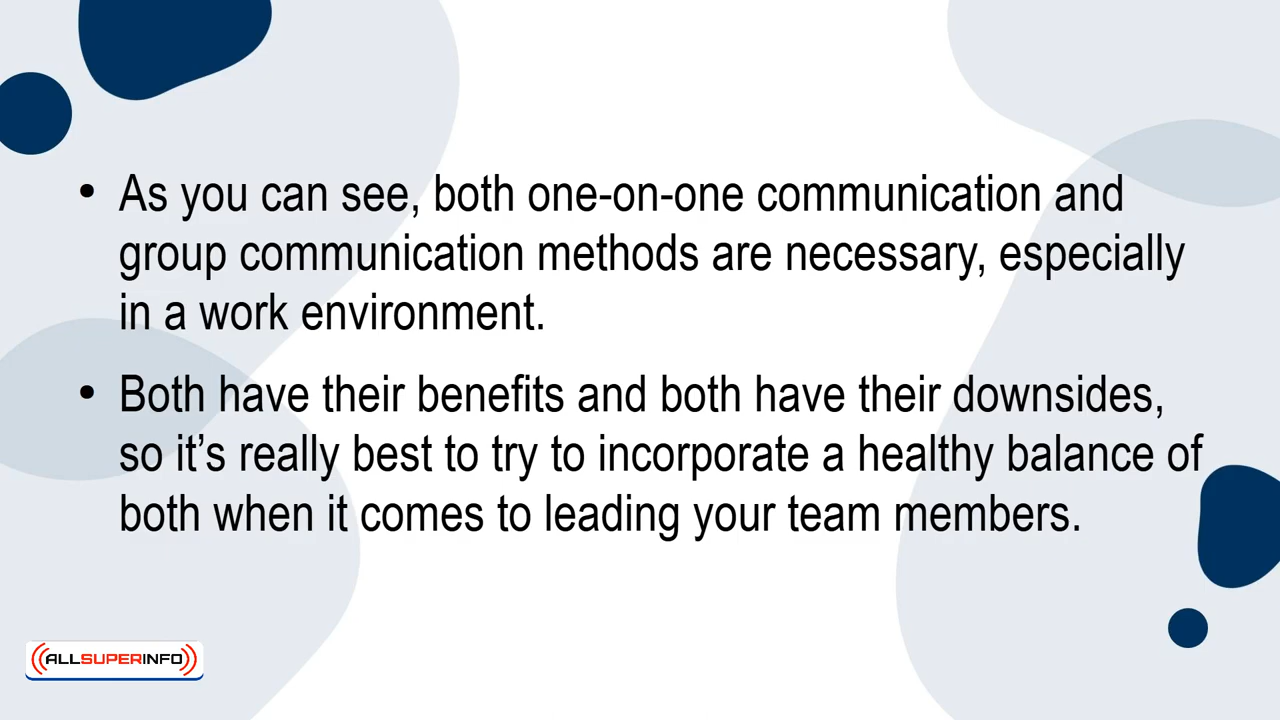 • As you can see, both one-on-one communication and
group communication methods are necessary, especially
in a work environment.
• Both have their benefits and both have their downsides,
so it’s really best to try to incorporate a healthy balance of
both when it comes to leading your team members.
ALLSUPERINFO